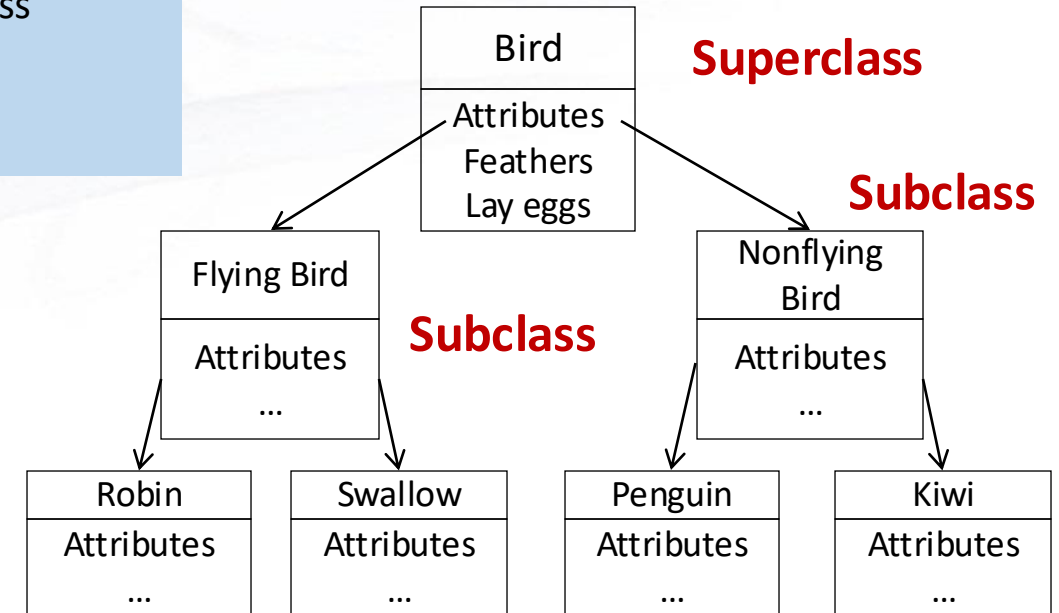 Bird
Superclass
Attributes
Feathers
Lay eggs
Subclass
Flying Bird
Nonflying
Bird
Subclass
Attributes
...
Attributes
...
Robin
Swallow
Penguin
Kiwi
Attributes
...
Attributes
...
Attributes
...
Attributes
...